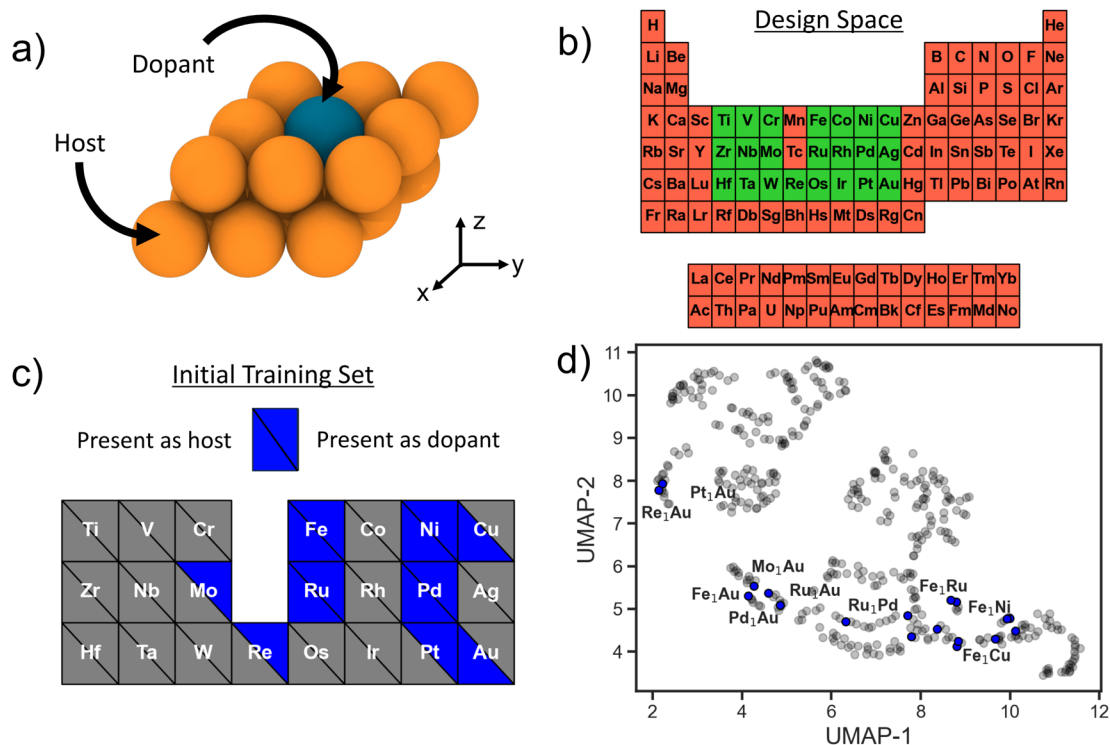 a)
Dopant
Host
z
y
x
b)
Design Space
H He
Li Be B C N O F Ne
Na Mg Al Si P S Cl Ar
K Ca Sc Ti V Cr Mn Fe Co Ni Cu Zn Ga Ge As Se Br Kr
Rb Sr Y Zr Nb Mo Tc Ru Rh Pd Ag Cd In Sn Sb Te I Xe
Cs Ba Lu Hf Ta W Re Os Ir Pt Au Hg Tl Pb Bi Po At Rn
Fr Ra Lr Rf Db Sg Bh Hs Mt Ds Rg Cn
La Ce Pr Nd Pm Sm Eu Gd Tb Dy Ho Er Tm Yb
Ac Th Pa U Np Pu Am Cm Bk Cf Es Fm Md No
c)
Initial Training Set
Present as host
Present as dopant
Ti V Cr Fe Co Ni Cu
Zr Nb Mo Ru Rh Pd Ag
Hf Ta W Re Os Ir Pt Au
d)
UMAP-2
11
10
9
8
7
6
5
4
Pt₁Au
Re₁Au
Mo₁Au
Fe₁Au
Ru₁Au
Pd₁Au
Ru₁Pd
Fe₁Ru
Fe₁Ni
Fe₁Cu
2 4 6 8 10 12
UMAP-1